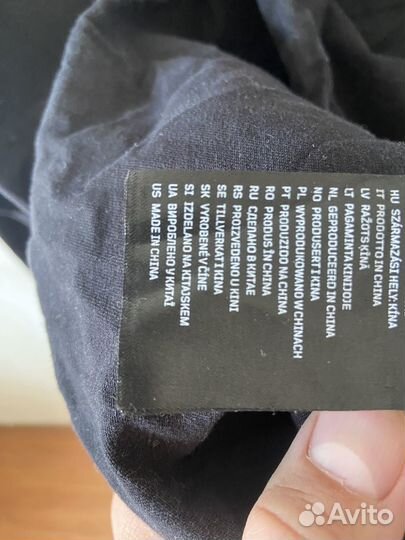 HU SZÁRMAZÁSI HELY: KÍNA
IT PRODOTTO IN CHINA
LV RAŽOTS ĶĪNĀ
LT PAGAMINTA KINIJOJE
NL GEPRODUCEERD IN CHINA
NO PRODUSERT I KINA
PL WYPRODUKOWANO W CHINACH
PT PRODUZIDO NA CHINA
RO PRODUS ÎN CHINA
RU СДЕЛАНО В КИТАЕ
RS PROIZVEDENO U KINI
SE TILLVERKAT I KINA
SK VYROBENÉ V ČÍNE
SI IZDELANO NA KITAJSKEM
UA ВИРОБЛЕНО У КИТАЇ
US MADE IN CHINA
Avito